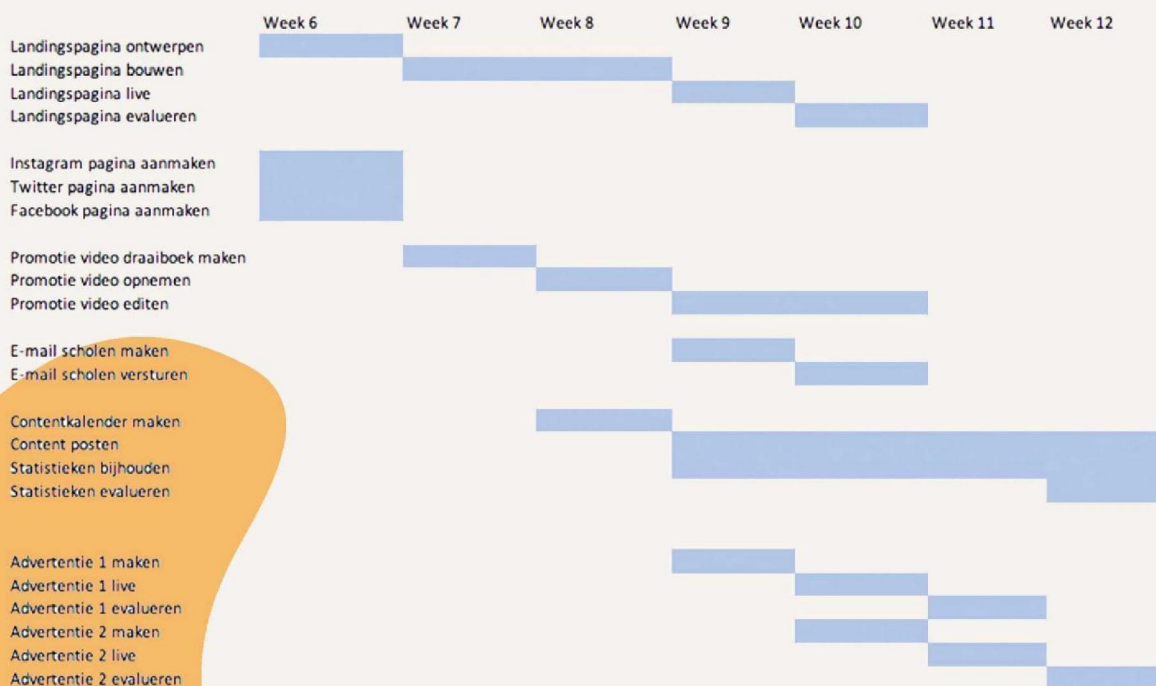 Week 6 Week 7 Week 8 Week 9 Week 10 Week 11 Week 12
Landingspagina ontwerpen
Landingspagina bouwen
Landingspagina live
Landingspagina evalueren
Instagram pagina aanmaken
Twitter pagina aanmaken
Facebook pagina aanmaken
Promotie video draaiboek maken
Promotie video opnemen
Promotie video editen
E-mail scholen maken
E-mail scholen versturen
Contentkalender maken
Content posten
Statistieken bijhouden
Statistieken evalueren
Advertentie 1 maken
Advertentie 1 live
Advertentie 1 evalueren
Advertentie 2 maken
Advertentie 2 live
Advertentie 2 evalueren